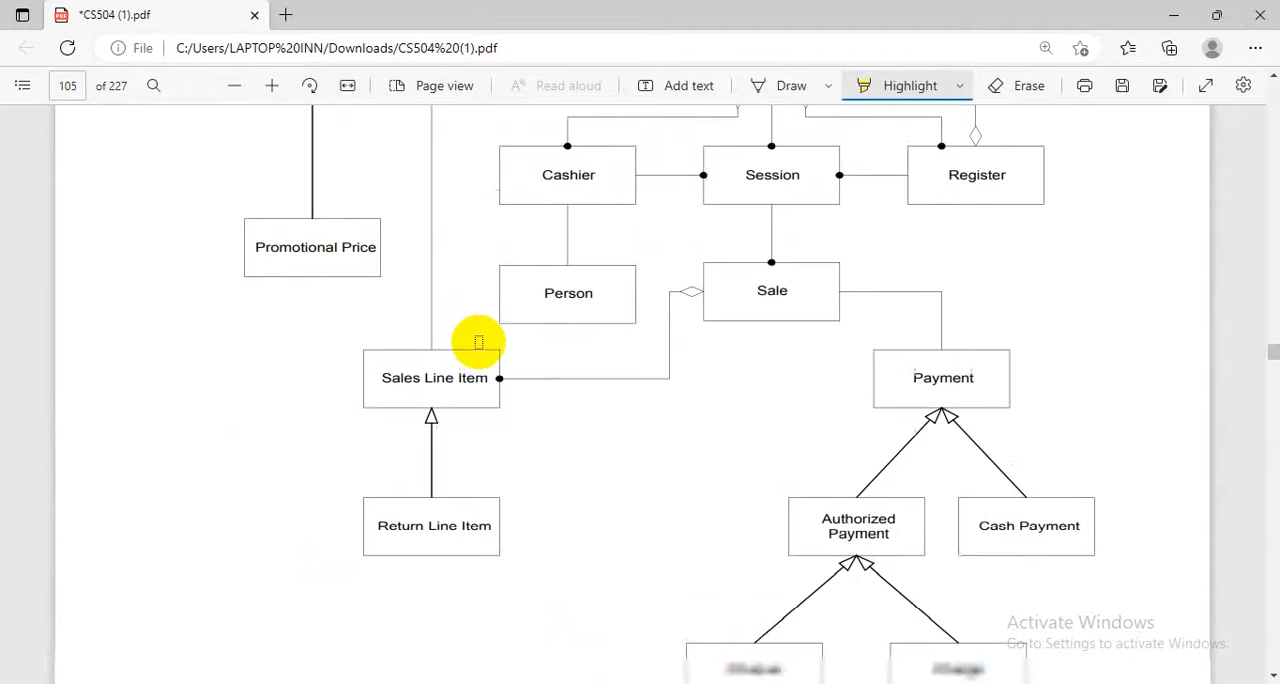 *CS504 (1).pdf
File
C:/Users/LAPTOP%20INN/Downloads/CS504%20(1).pdf
105
of 227
Page view
Read aloud
Add text
Draw
Highlight
Erase
Cashier
Session
Register
Promotional Price
Person
Sale
Sales Line Item
Payment
Return Line Item
Authorized
Payment
Cash Payment
Activate Windows
Go to Settings to activate Windows.